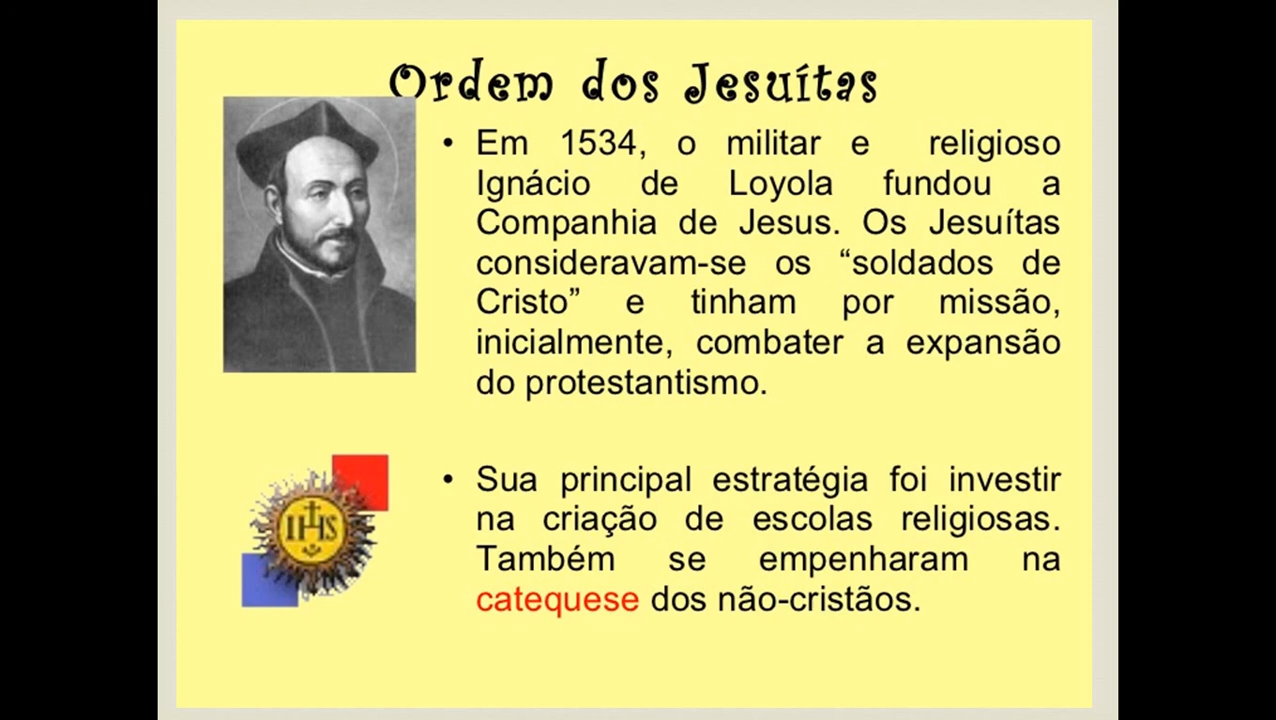 Ordem dos Jesuítas
• Em 1534, o militar e religioso
Ignácio de Loyola fundou a
Companhia de Jesus. Os Jesuítas
consideravam-se os “soldados de
Cristo” e tinham por missão,
inicialmente, combater a expansão
do protestantismo.
• Sua principal estratégia foi investir
na criação de escolas religiosas.
Também se empenharam na
catequese dos não-cristãos.
IHS